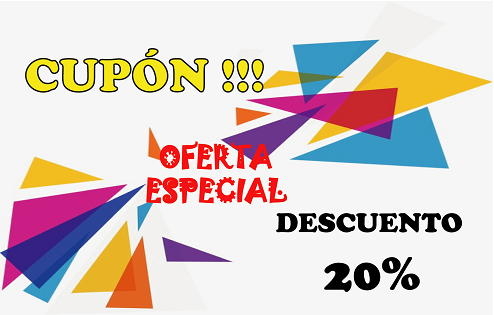 CUPÓN !!!
OFERTA
ESPECIAL
DESCUENTO
20%